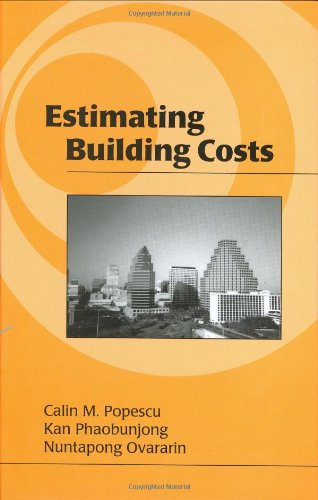 Estimating
Building Costs
Calin M. Popescu
Kan Phaobunjong
Nuntapong Ovararin